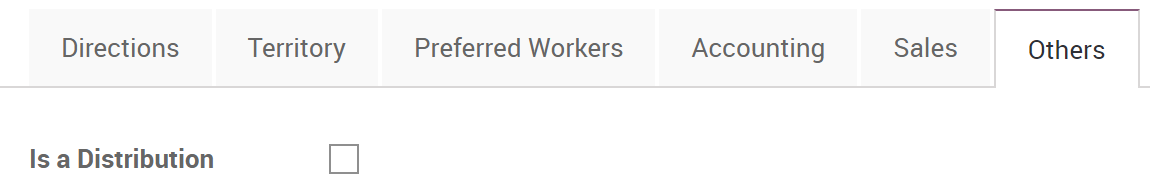 Directions Territory Preferred Workers Accounting Sales Others
Is a Distribution